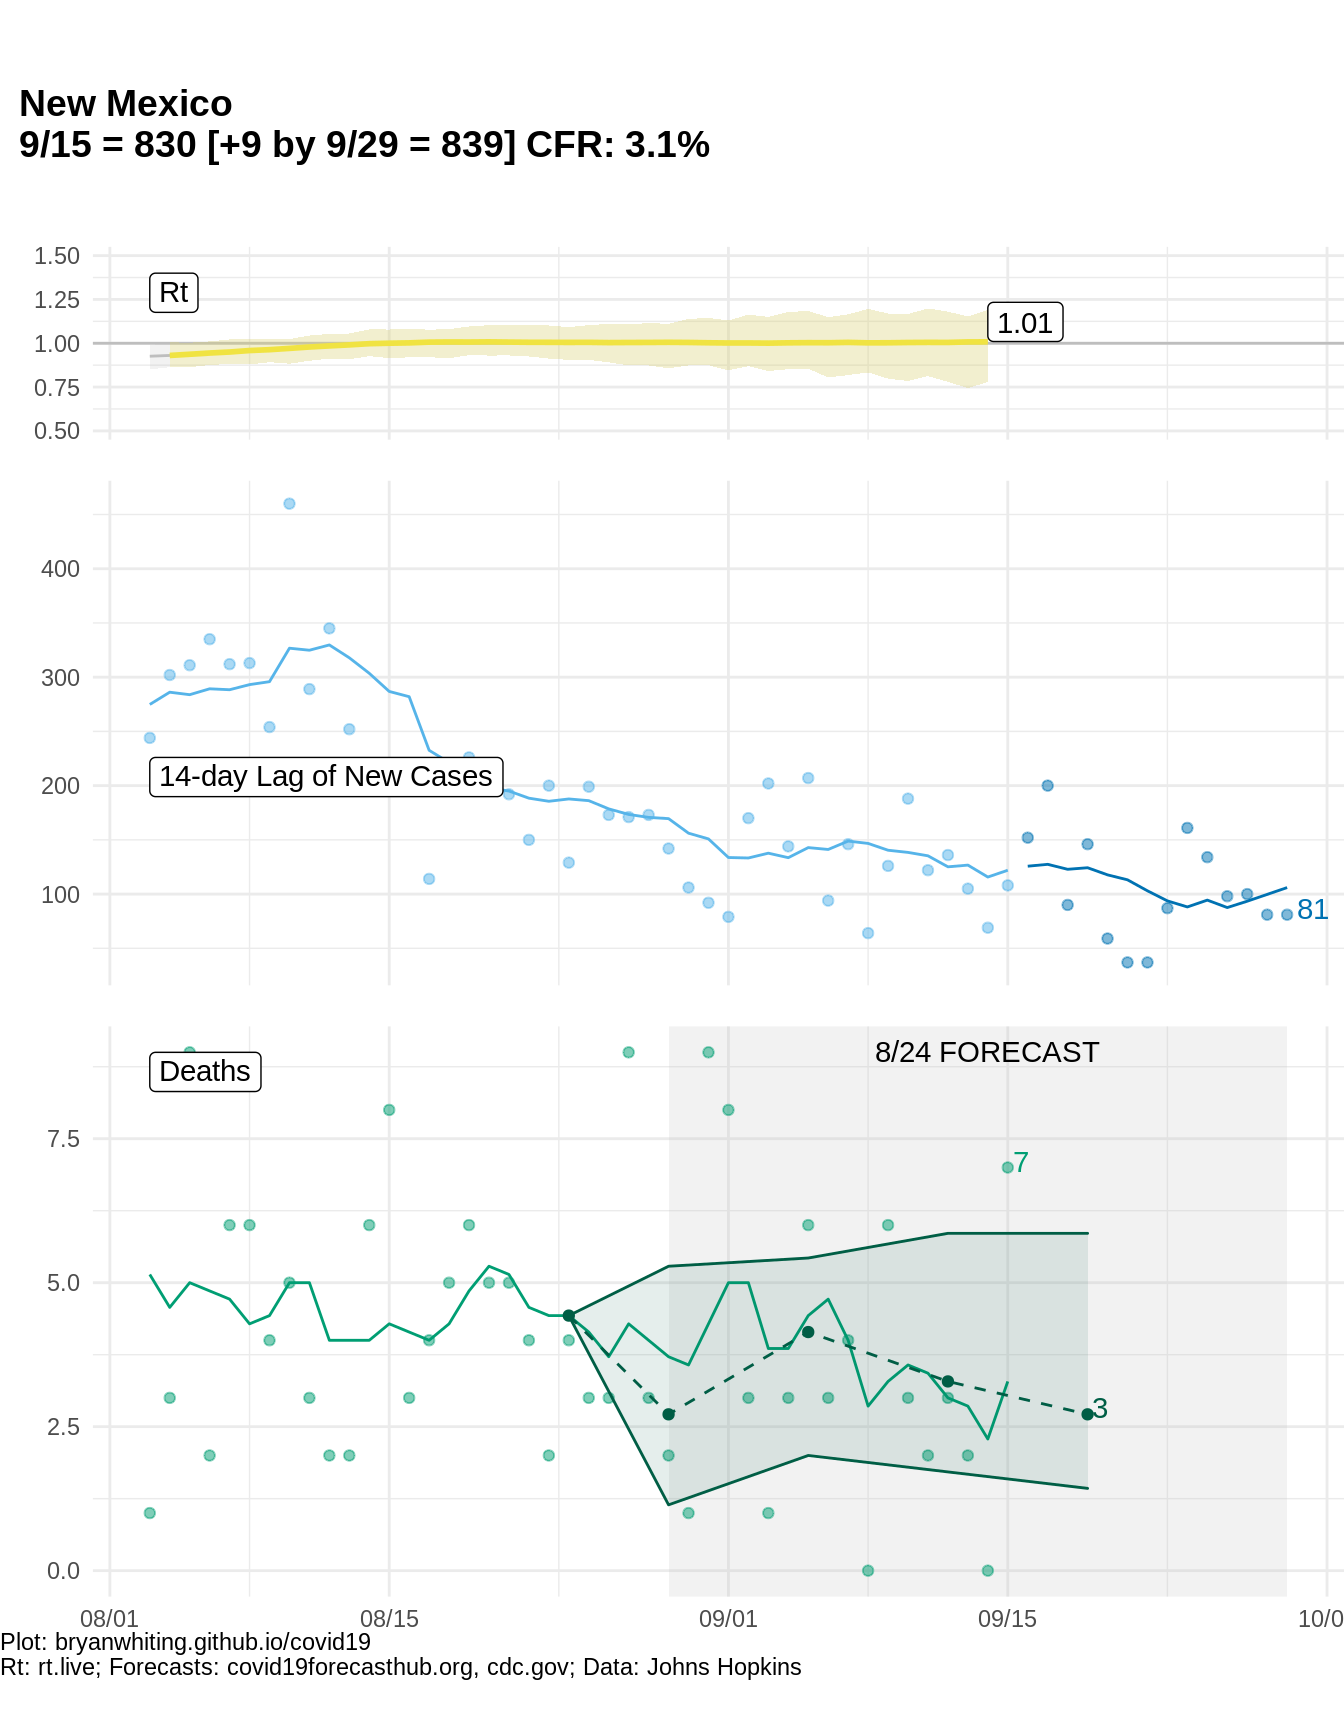 New Mexico
9/15 = 830 [+9 by 9/29 = 839] CFR: 3.1%
1.50
Rt
1.25
1.01
1.00
0.75
0.50
400
300
14-day Lag of New Cases
200
100
81
8/24 FORECAST
Deaths
7.5
7
5.0
3
2.5
0.0
08/01 08/15 09/01 09/15 10/0
Plot: bryanwhiting.github.io/covid19
Rt: rt.live; Forecasts: covid19forecasthub.org, cdc.gov; Data: Johns Hopkins